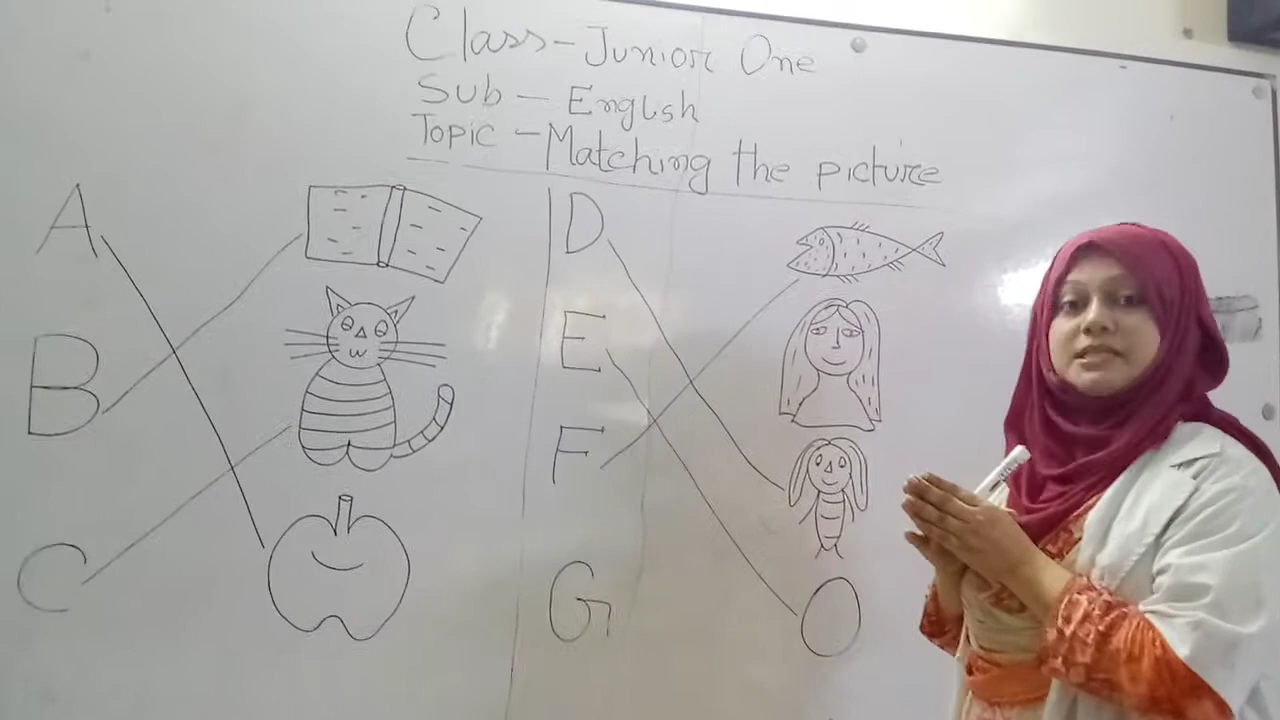 Class - Junior One
Sub - English
Topic - Matching the picture
A
B
C
D
E
F
G